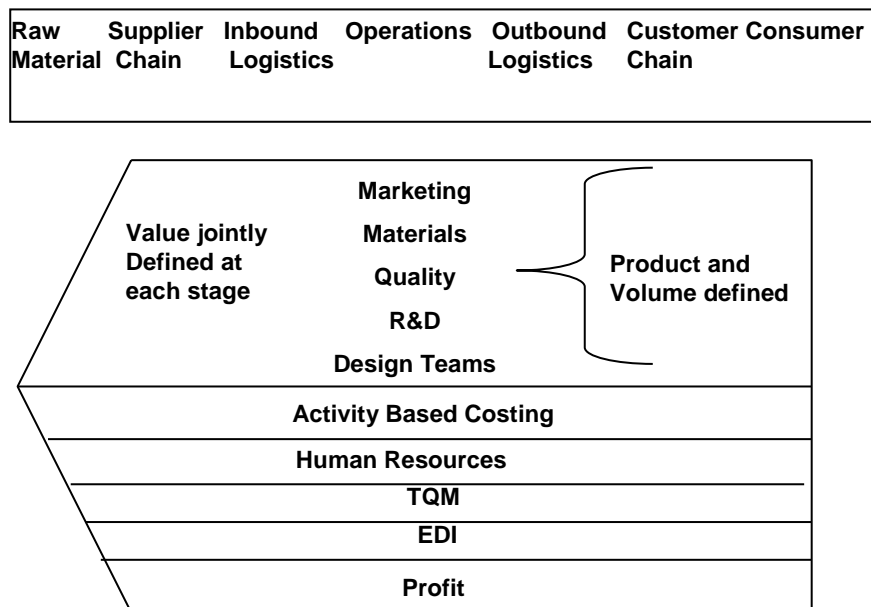 Raw Supplier Inbound Operations Outbound Customer Consumer
Material Chain Logistics Logistics Chain
Marketing
Value jointly
Defined at
each stage
Materials
Quality
R&D
Design Teams
Product and
Volume defined
Activity Based Costing
Human Resources
TQM
EDI
Profit